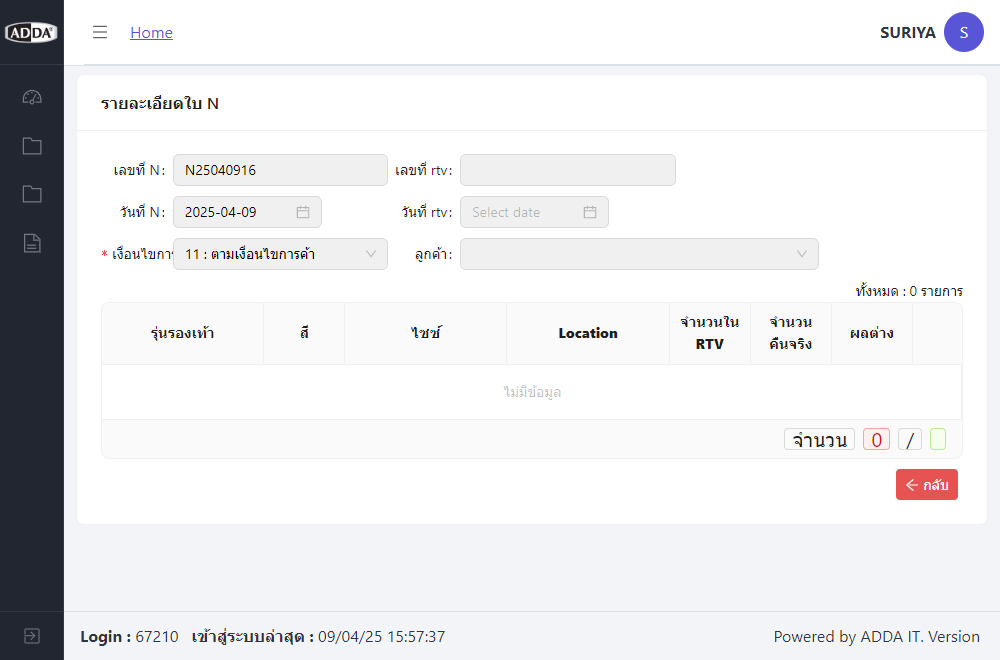 ADDA
Home
SURIYA
S
รายละเอียดใบ N
เลขที่ N:
N25040916
เลขที่ rtv:
วันที่ N:
2025-04-09
วันที่ rtv:
Select date
* เงื่อนไขการ
11 : ตามเงื่อนไขการค้า
ลูกค้า:
ทั้งหมด : 0 รายการ
รุ่นรองเท้า
สี
ไซซ์
Location
จำนวนใน
RTV
จำนวน
คืนจริง
ผลต่าง
ไม่มีข้อมูล
จำนวน 0 /
กลับ
Login : 67210 เข้าสู่ระบบล่าสุด : 09/04/25 15:57:37
Powered by ADDA IT. Version